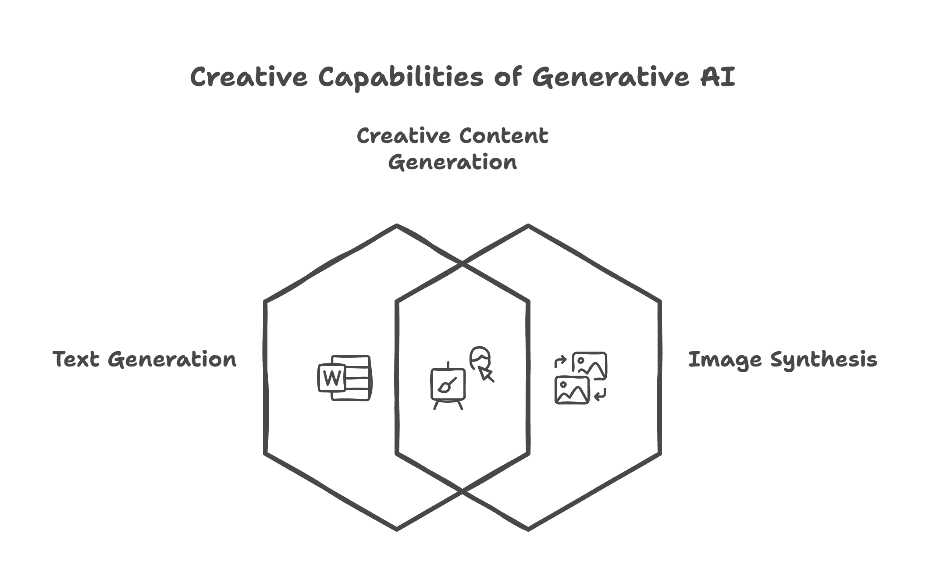 Creative Capabilities of Generative AI
Creative Content
Generation
Text Generation
Image Synthesis
W